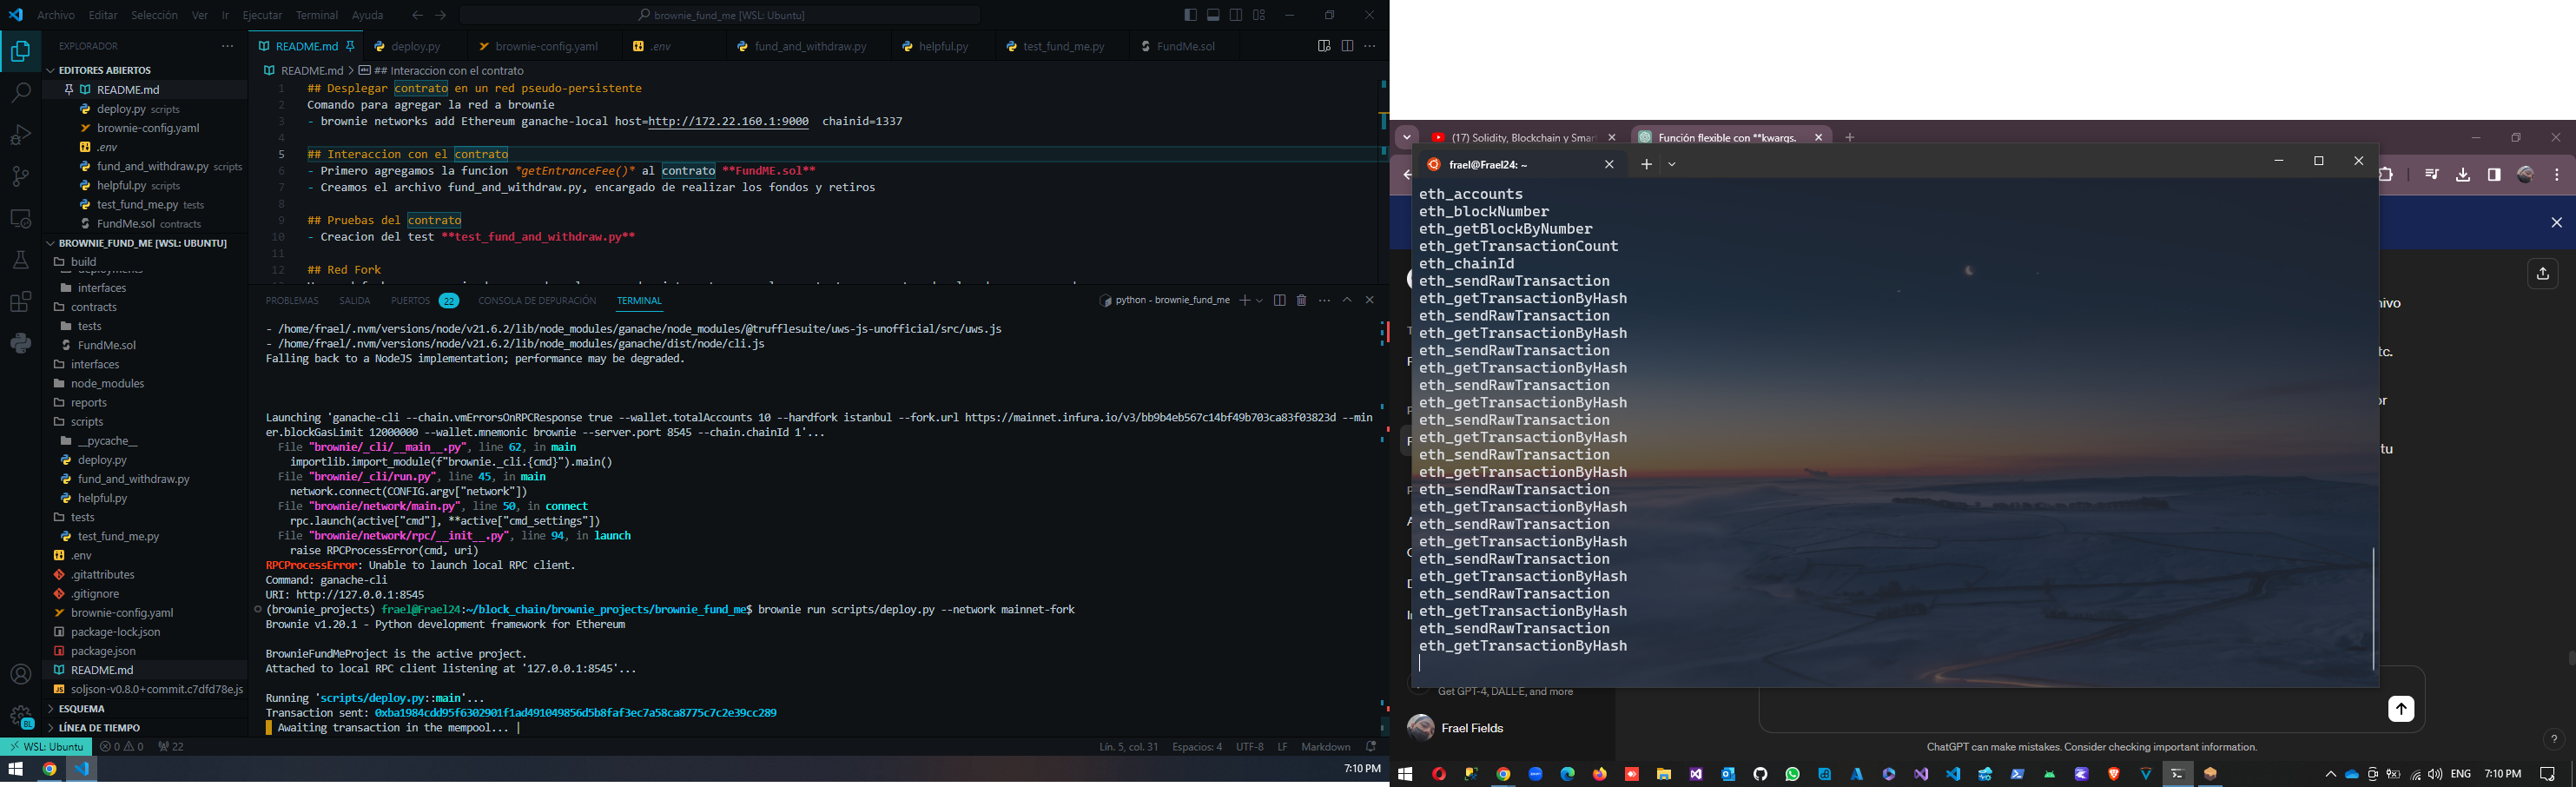 Archivo Editar Selección Ver Ir Ejecutar Terminal Ayuda
brownie_fund_me [WSL: Ubuntu]
EXPLORADOR
EDITORES ABIERTOS
README.md
deploy.py scripts
brownie-config.yaml
.env
fund_and_withdraw.py scripts
helpful.py scripts
test_fund_me.py tests
FundMe.sol contracts
BROWNIE_FUND_ME [WSL: UBUNTU]
build
deployments
interfaces
contracts
tests
FundMe.sol
interfaces
node_modules
reports
scripts
__pycache__
deploy.py
fund_and_withdraw.py
helpful.py
tests
test_fund_me.py
.env
.gitattributes
.gitignore
brownie-config.yaml
package-lock.json
package.json
README.md
soljson-v0.8.0+commit.c7dfd78e.js
ESQUEMA
LÍNEA DE TIEMPO
README.md deploy.py brownie-config.yaml .env fund_and_withdraw.py helpful.py test_fund_me.py FundMe.sol
README.md > ## Interaccion con el contrato
1 ## Desplegar contrato en un red pseudo-persistente
2 Comando para agregar la red a brownie
3 - brownie networks add Ethereum ganache-local host=http://172.22.160.1:9000 chainid=1337
4
5 ## Interaccion con el contrato
6 - Primero agregamos la funcion *getEntranceFee()* al contrato **FundME.sol**
7 - Creamos el archivo fund_and_withdraw.py, encargado de realizar los fondos y retiros
8
9 ## Pruebas del contrato
10 - Creacion del test **test_fund_and_withdraw.py**
11
12 ## Red Fork
PROBLEMAS SALIDA PUERTOS 22 CONSOLA DE DEPURACIÓN TERMINAL
python - brownie_fund_me
- /home/frael/.nvm/versions/node/v21.6.2/lib/node_modules/ganache/node_modules/@trufflesuite/uws-js-unofficial/src/uws.js
- /home/frael/.nvm/versions/node/v21.6.2/lib/node_modules/ganache/dist/node/cli.js
Falling back to a NodeJS implementation; performance may be degraded.
Launching 'ganache-cli --chain.vmErrorsOnRPCResponse true --wallet.totalAccounts 10 --hardfork istanbul --fork.url https://mainnet.infura.io/v3/bb9b4eb567c14bf49b703ca83f03823d --min
er.blockGasLimit 12000000 --wallet.mnemonic brownie --server.port 8545 --chain.chainId 1'...
File "brownie/_cli/__main__.py", line 62, in main
importlib.import_module(f"brownie._cli.{cmd}").main()
File "brownie/_cli/run.py", line 45, in main
network.connect(CONFIG.argv["network"])
File "brownie/network/main.py", line 50, in connect
rpc.launch(active["cmd"], **active["cmd_settings"])
File "brownie/network/rpc/__init__.py", line 94, in launch
raise RPCProcessError(cmd, uri)
RPCProcessError: Unable to launch local RPC client.
Command: ganache-cli
URI: http://127.0.0.1:8545
(brownie_projects) frael@Frael24:~/block_chain/brownie_projects/brownie_fund_me$ brownie run scripts/deploy.py --network mainnet-fork
Brownie v1.20.1 - Python development framework for Ethereum
BrownieFundMeProject is the active project.
Attached to local RPC client listening at '127.0.0.1:8545'...
Running 'scripts/deploy.py::main'...
Transaction sent: 0xba1984cdd95f6302901f1ad491049856d5b8faf3ec7a58ca8775c7c2e39cc289
Awaiting transaction in the mempool... |
WSL: Ubuntu 0 0 22
Lín. 5, col. 31 Espacios: 4 UTF-8 LF Markdown
7:10 PM
(17) Solidity, Blockchain y Smar
Función flexible con **kwargs.
frael@Frael24: ~
eth_accounts
eth_blockNumber
eth_getBlockByNumber
eth_getTransactionCount
eth_chainId
eth_sendRawTransaction
eth_getTransactionByHash
eth_sendRawTransaction
eth_getTransactionByHash
eth_sendRawTransaction
eth_getTransactionByHash
eth_sendRawTransaction
eth_getTransactionByHash
eth_sendRawTransaction
eth_getTransactionByHash
eth_sendRawTransaction
eth_getTransactionByHash
eth_sendRawTransaction
eth_getTransactionByHash
eth_sendRawTransaction
eth_getTransactionByHash
eth_sendRawTransaction
eth_getTransactionByHash
eth_sendRawTransaction
eth_getTransactionByHash
eth_sendRawTransaction
eth_getTransactionByHash
ivo
tc.
or
tu
Get GPT-4, DALL·E, and more
Frael Fields
ChatGPT can make mistakes. Consider checking important information.
?
ENG 7:10 PM